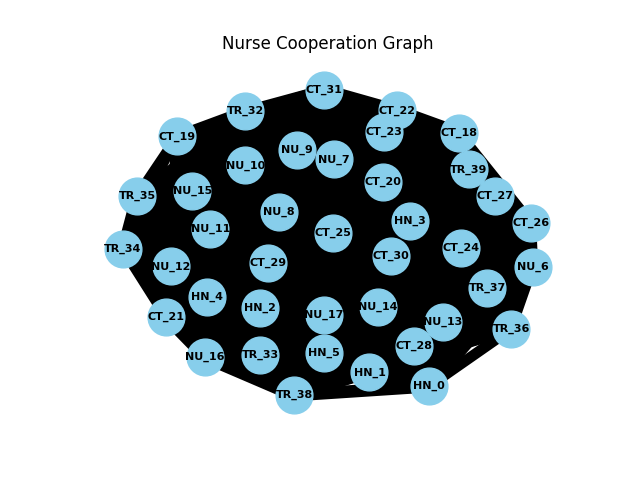 Nurse Cooperation Graph
CT_31
TR_32
CT_22
CT_19
CT_23
CT_18
NU_9
NU_7
NU_10
TR_39
CT_20
TR_35
NU_15
CT_27
NU_8
HN_3
CT_26
NU_11
CT_25
TR_34
CT_24
CT_30
CT_29
NU_12
NU_6
TR_37
HN_4
HN_2
NU_14
NU_17
CT_21
NU_13
TR_36
CT_28
HN_5
TR_33
NU_16
HN_1
HN_0
TR_38